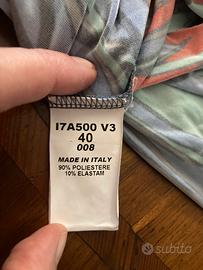 I7A500 V3
40
008
MADE IN ITALY
90% POLIESTERE
10% ELASTAM
subito